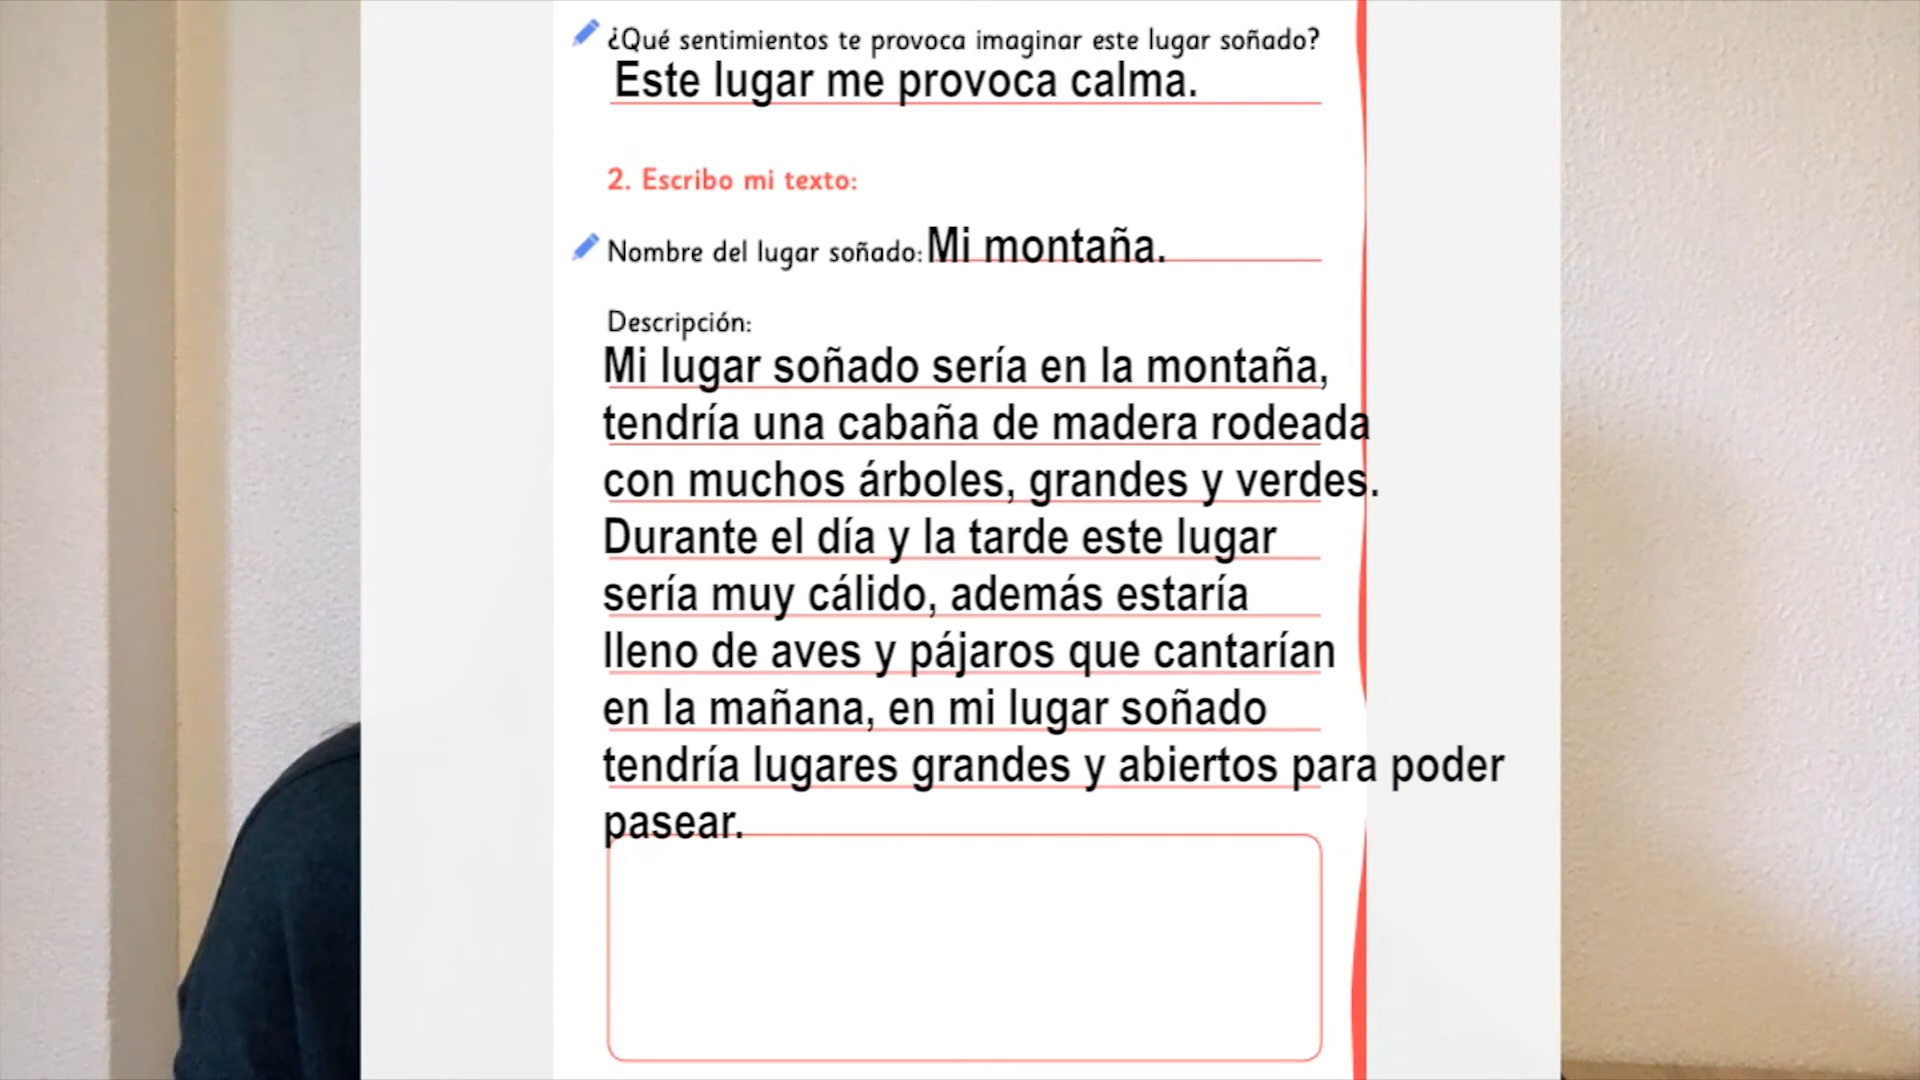 ¿Qué sentimientos te provoca imaginar este lugar soñado?
Este lugar me provoca calma.
2. Escribo mi texto:
Nombre del lugar soñado: Mi montaña.
Descripción:
Mi lugar soñado sería en la montaña,
tendría una cabaña de madera rodeada
con muchos árboles, grandes y verdes.
Durante el día y la tarde este lugar
sería muy cálido, además estaría
lleno de aves y pájaros que cantarían
en la mañana, en mi lugar soñado
tendría lugares grandes y abiertos para poder
pasear.